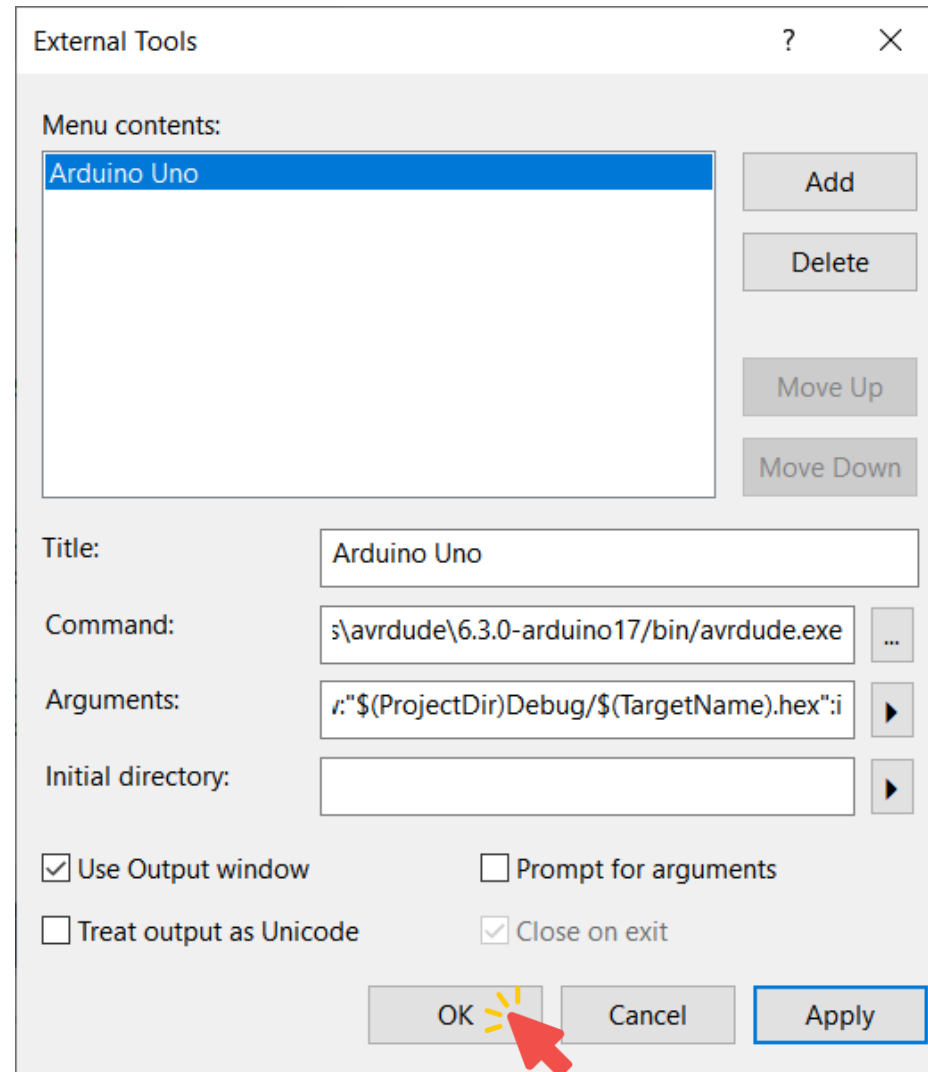 External Tools
?
Menu contents:
Arduino Uno
Add
Delete
Move Up
Move Down
Title:
Arduino Uno
Command:
s\avrdude\6.3.0-arduino17/bin/avrdude.exe
...
Arguments:
:"$(ProjectDir)Debug/$(TargetName).hex":i
Initial directory:
Use Output window
Prompt for arguments
Treat output as Unicode
Close on exit
OK
Cancel
Apply